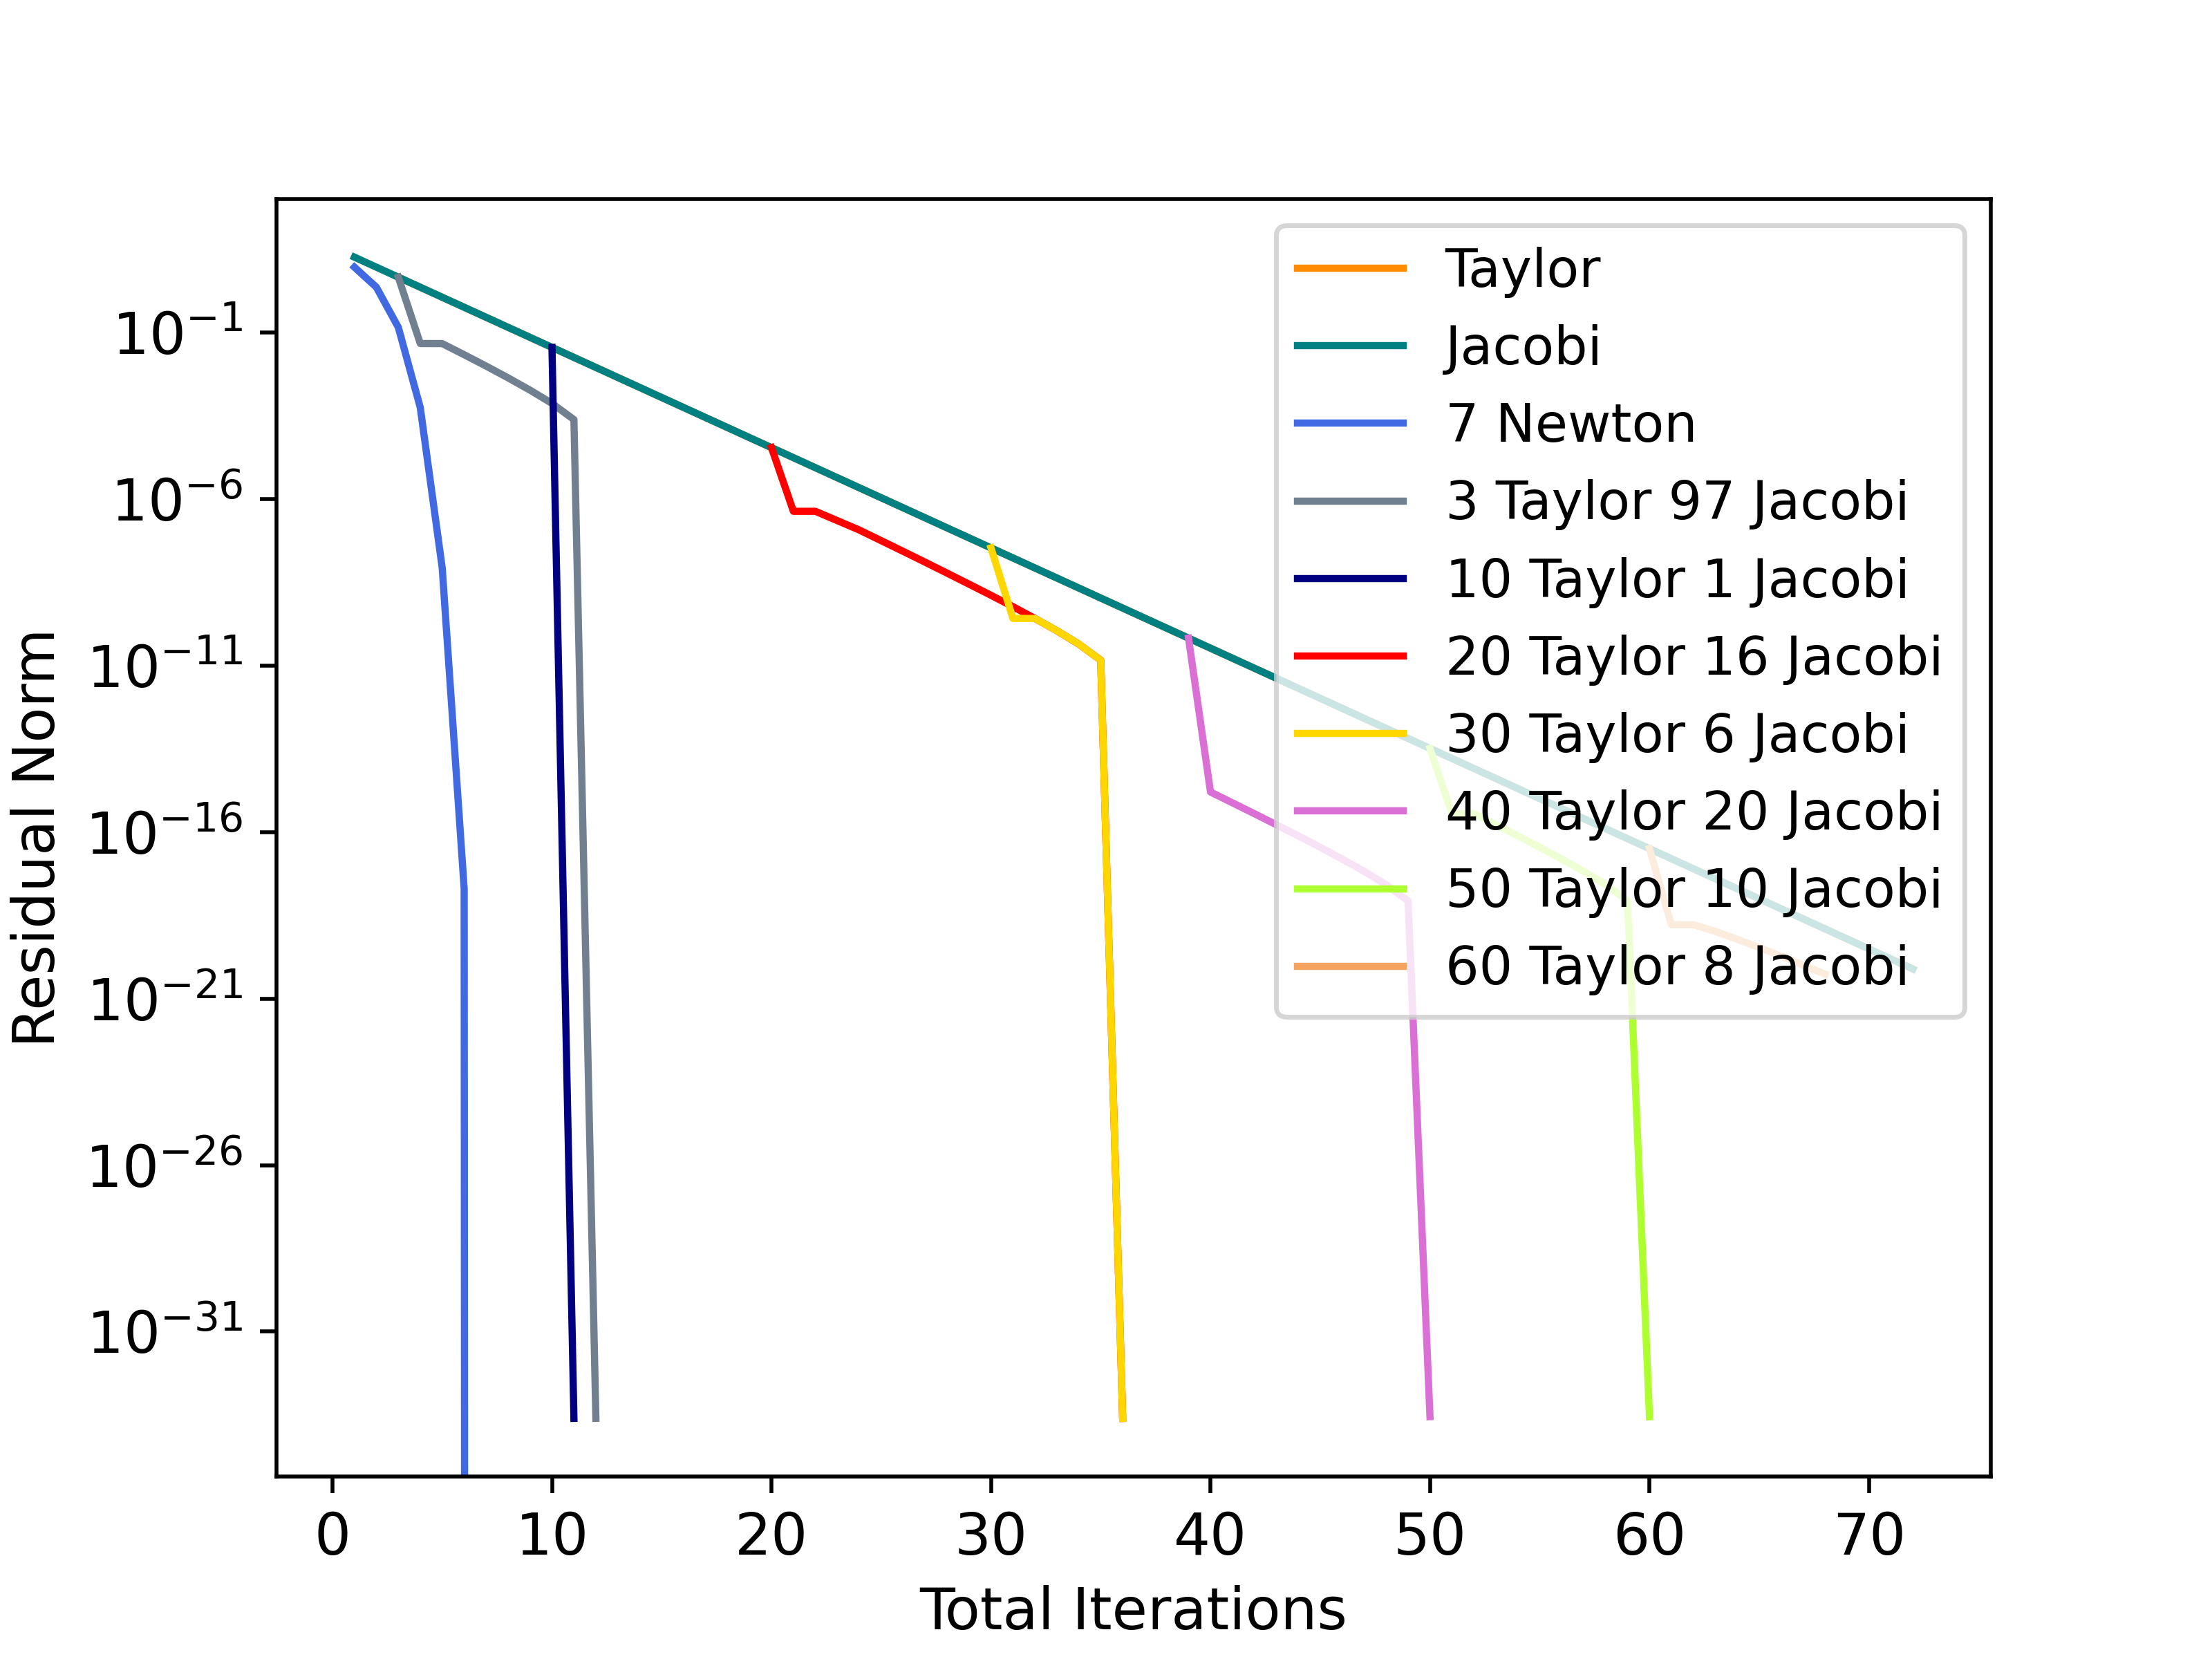 Taylor
Jacobi
7 Newton
3 Taylor 97 Jacobi
10 Taylor 1 Jacobi
20 Taylor 16 Jacobi
30 Taylor 6 Jacobi
40 Taylor 20 Jacobi
50 Taylor 10 Jacobi
60 Taylor 8 Jacobi
Residual Norm
10⁻¹
10⁻⁶
10⁻¹¹
10⁻¹⁶
10⁻²¹
10⁻²⁶
10⁻³¹
0 10 20 30 40 50 60 70
Total Iterations